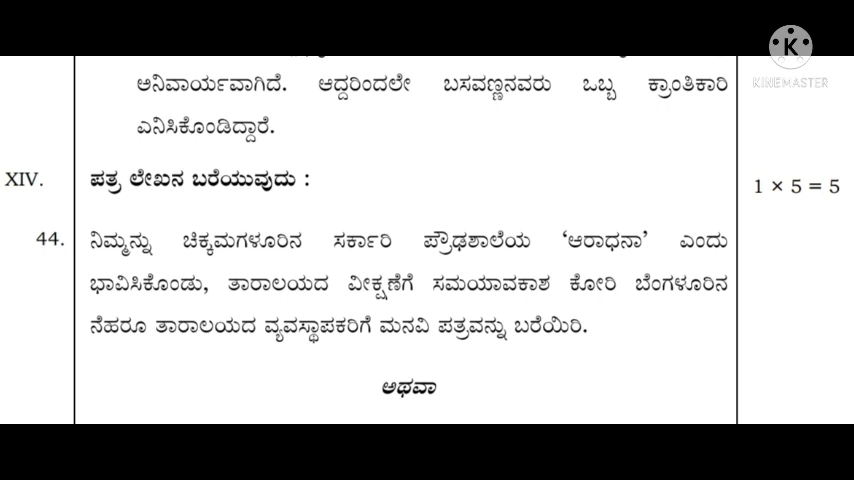 K
KINEMASTER
ಅನಿವಾರ್ಯವಾಗಿದೆ. ಆದ್ದರಿಂದಲೇ ಬಸವಣ್ಣನವರು ಒಬ್ಬ ಕ್ರಾಂತಿಕಾರಿ
ಎನಿಸಿಕೊಂಡಿದ್ದಾರೆ.
XIV. ಪತ್ರ ಲೇಖನ ಬರೆಯುವುದು : 1 × 5 = 5
44. ನಿಮ್ಮನ್ನು ಚಿಕ್ಕಮಗಳೂರಿನ ಸರ್ಕಾರಿ ಪ್ರೌಢಶಾಲೆಯ ‘ಆರಾಧನಾ’ ಎಂದು
ಭಾವಿಸಿಕೊಂಡು, ತಾರಾಲಯದ ವೀಕ್ಷಣೆಗೆ ಸಮಯಾವಕಾಶ ಕೋರಿ ಬೆಂಗಳೂರಿನ
ನೆಹರೂ ತಾರಾಲಯದ ವ್ಯವಸ್ಥಾಪಕರಿಗೆ ಮನವಿ ಪತ್ರವನ್ನು ಬರೆಯಿರಿ.
ಅಥವಾ